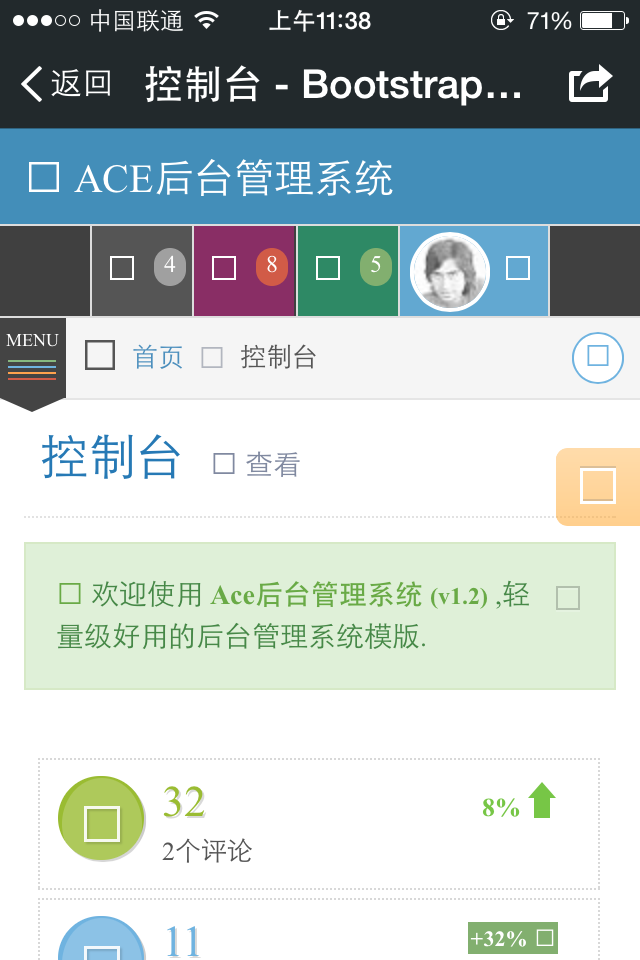 中国联通 上午11:38 71%
返回 控制台 - Bootstrap...
ACE后台管理系统
4 8 5
MENU 首页 控制台
控制台 查看
欢迎使用 Ace后台管理系统 (v1.2) ,轻
量级好用的后台管理系统模版.
32 8%
2个评论
11 +32%